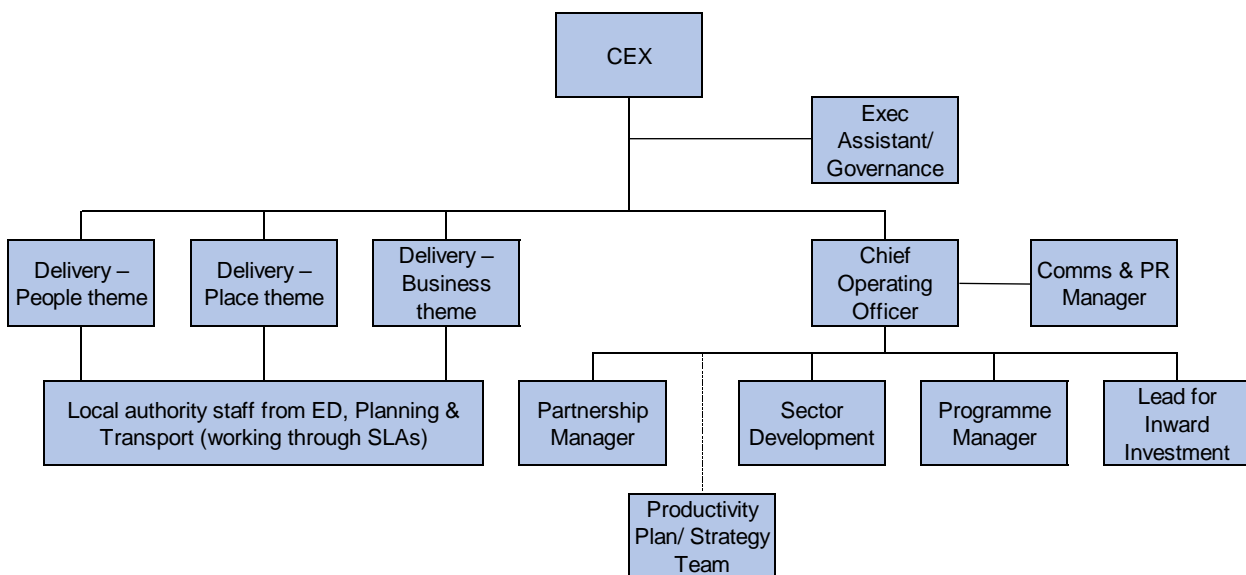 CEX
Exec
Assistant/
Governance
Delivery –
People theme
Delivery –
Place theme
Delivery –
Business
theme
Chief
Operating
Officer
Comms & PR
Manager
Local authority staff from ED, Planning &
Transport (working through SLAs)
Partnership
Manager
Sector
Development
Programme
Manager
Lead for
Inward
Investment
Productivity
Plan/ Strategy
Team